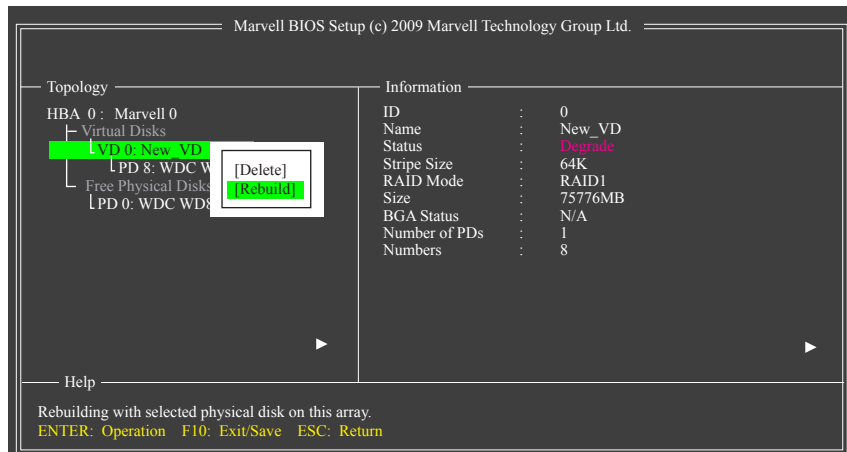 Marvell BIOS Setup (c) 2009 Marvell Technology Group Ltd.
Topology
HBA 0 : Marvell 0
Virtual Disks
VD 0: New_VD
PD 8: WDC W
Free Physical Disks
PD 0: WDC WD8
[Delete]
[Rebuild]
Information
ID : 0
Name : New_VD
Status : Degrade
Stripe Size : 64K
RAID Mode : RAID1
Size : 75776MB
BGA Status : N/A
Number of PDs : 1
Numbers : 8
Help
Rebuilding with selected physical disk on this array.
ENTER: Operation F10: Exit/Save ESC: Return